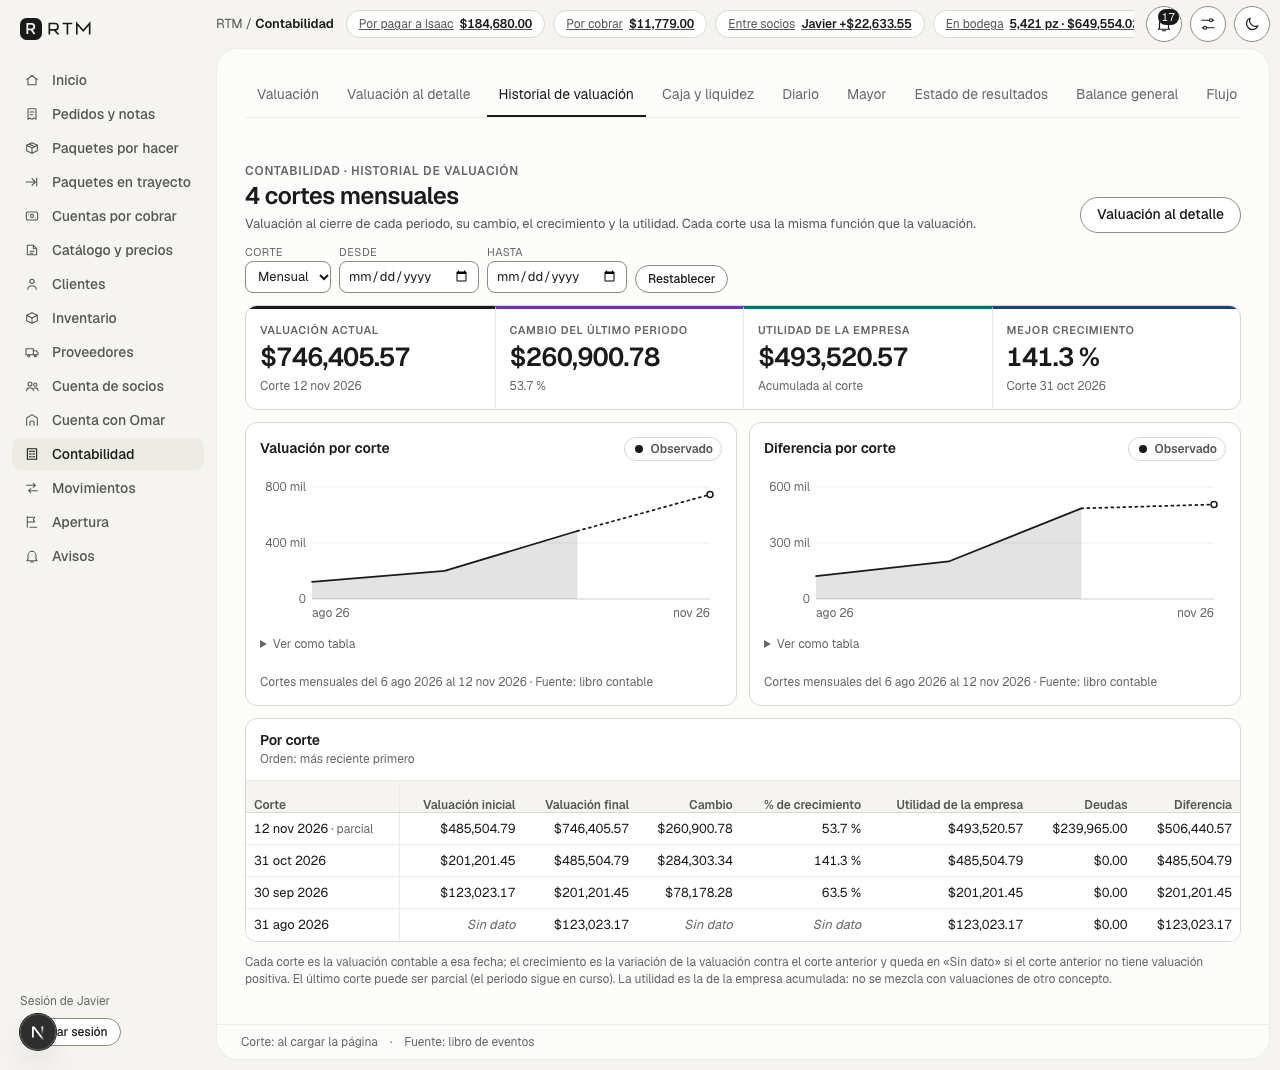 R RTM
RTM / Contabilidad
Por pagar a Isaac $184,680.00
Por cobrar $11,779.00
Entre socios Javier +$22,633.55
En bodega 5,421 pz · $649,554.0
17
Inicio
Pedidos y notas
Paquetes por hacer
Paquetes en trayecto
Cuentas por cobrar
Catálogo y precios
Clientes
Inventario
Proveedores
Cuenta de socios
Cuenta con Omar
Contabilidad
Movimientos
Apertura
Avisos
Sesión de Javier
N ar sesión
Valuación Valuación al detalle Historial de valuación Caja y liquidez Diario Mayor Estado de resultados Balance general Flujo
CONTABILIDAD · HISTORIAL DE VALUACIÓN
4 cortes mensuales
Valuación al cierre de cada periodo, su cambio, el crecimiento y la utilidad. Cada corte usa la misma función que la valuación.
Valuación al detalle
CORTE DESDE HASTA
Mensual mm/dd/yyyy mm/dd/yyyy Restablecer
VALUACIÓN ACTUAL
$746,405.57
Corte 12 nov 2026
CAMBIO DEL ÚLTIMO PERIODO
$260,900.78
53.7 %
UTILIDAD DE LA EMPRESA
$493,520.57
Acumulada al corte
MEJOR CRECIMIENTO
141.3 %
Corte 31 oct 2026
Valuación por corte Observado
800 mil
400 mil
0
ago 26 nov 26
Ver como tabla
Cortes mensuales del 6 ago 2026 al 12 nov 2026 · Fuente: libro contable
Diferencia por corte Observado
600 mil
300 mil
0
ago 26 nov 26
Ver como tabla
Cortes mensuales del 6 ago 2026 al 12 nov 2026 · Fuente: libro contable
Por corte
Orden: más reciente primero
Corte Valuación inicial Valuación final Cambio % de crecimiento Utilidad de la empresa Deudas Diferencia
12 nov 2026 · parcial $485,504.79 $746,405.57 $260,900.78 53.7 % $493,520.57 $239,965.00 $506,440.57
31 oct 2026 $201,201.45 $485,504.79 $284,303.34 141.3 % $485,504.79 $0.00 $485,504.79
30 sep 2026 $123,023.17 $201,201.45 $78,178.28 63.5 % $201,201.45 $0.00 $201,201.45
31 ago 2026 Sin dato $123,023.17 Sin dato Sin dato $123,023.17 $0.00 $123,023.17
Cada corte es la valuación contable a esa fecha; el crecimiento es la variación de la valuación contra el corte anterior y queda en «Sin dato» si el corte anterior no tiene valuación
positiva. El último corte puede ser parcial (el periodo sigue en curso). La utilidad es la de la empresa acumulada: no se mezcla con valuaciones de otro concepto.
Corte: al cargar la página · Fuente: libro de eventos